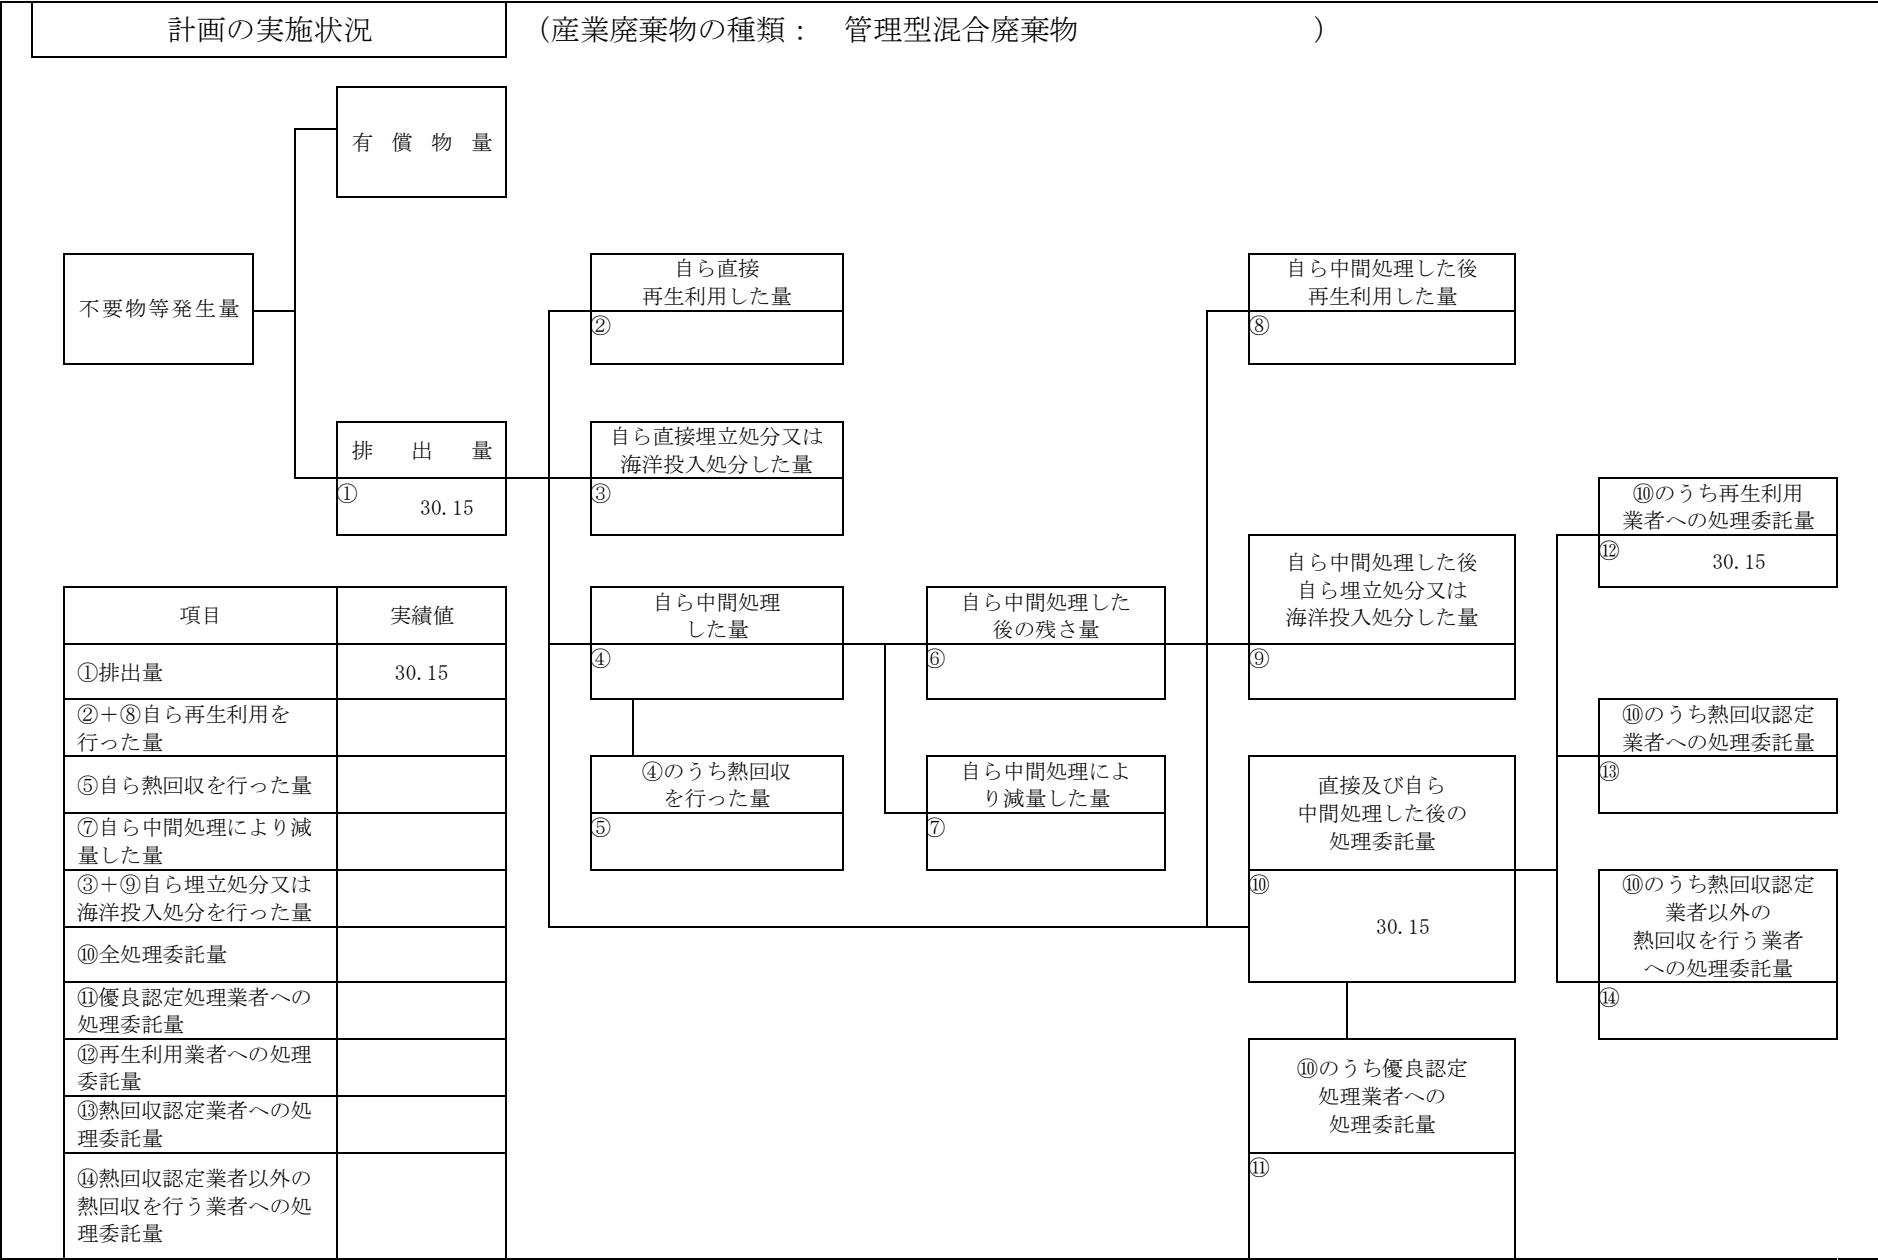 計画の実施状況 （産業廃棄物の種類： 管理型混合廃棄物 ）
有償物量
不要物等発生量
排出量
① 30.15
自ら直接
再生利用した量
②
自ら直接埋立処分又は
海洋投入処分した量
③
自ら中間処理
した量
④
④のうち熱回収
を行った量
⑤
自ら中間処理した
後の残さ量
⑥
自ら中間処理によ
り減量した量
⑦
自ら中間処理した後
再生利用した量
⑧
自ら中間処理した後
自ら埋立処分又は
海洋投入処分した量
⑨
直接及び自ら
中間処理した後の
処理委託量
⑩
30.15
⑩のうち優良認定
処理業者への
処理委託量
⑪
⑩のうち再生利用
業者への処理委託量
⑫ 30.15
⑩のうち熱回収認定
業者への処理委託量
⑬
⑩のうち熱回収認定
業者以外の
熱回収を行う業者
への処理委託量
⑭
項目 実績値
①排出量 30.15
②＋⑧自ら再生利用を
行った量
⑤自ら熱回収を行った量
⑦自ら中間処理により減
量した量
③＋⑨自ら埋立処分又は
海洋投入処分を行った量
⑩全処理委託量
⑪優良認定処理業者への
処理委託量
⑫再生利用業者への処理
委託量
⑬熱回収認定業者への処
理委託量
⑭熱回収認定業者以外の
熱回収を行う業者への処
理委託量